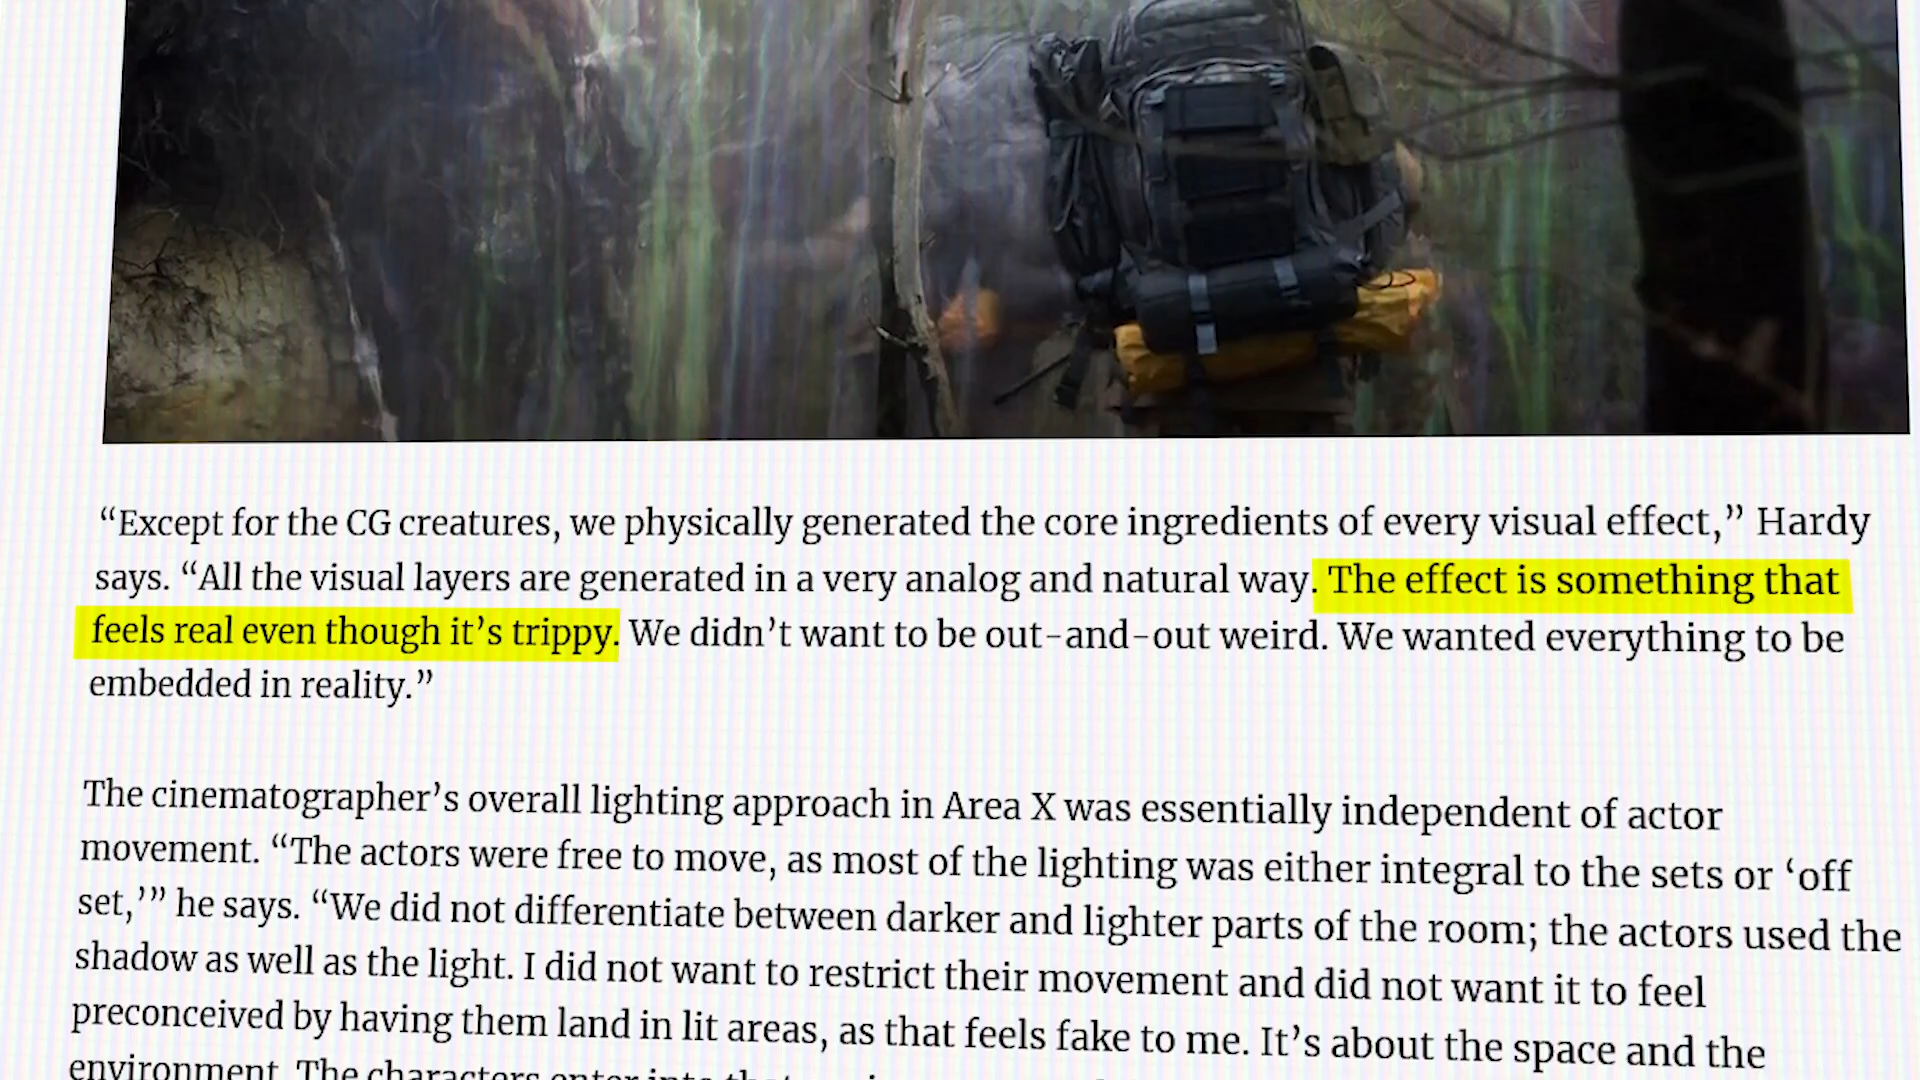 “Except for the CG creatures, we physically generated the core ingredients of every visual effect,” Hardy
says. “All the visual layers are generated in a very analog and natural way. The effect is something that
feels real even though it’s trippy. We didn’t want to be out-and-out weird. We wanted everything to be
embedded in reality.”
The cinematographer’s overall lighting approach in Area X was essentially independent of actor
movement. “The actors were free to move, as most of the lighting was either integral to the sets or ‘off
set,’” he says. “We did not differentiate between darker and lighter parts of the room; the actors used the
shadow as well as the light. I did not want to restrict their movement and did not want it to feel
preconceived by having them land in lit areas, as that feels fake to me. It’s about the space and the
environment. The characters enter into